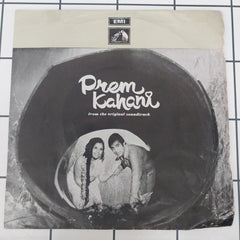 EMI
Prem
Kahani
from the original soundtrack